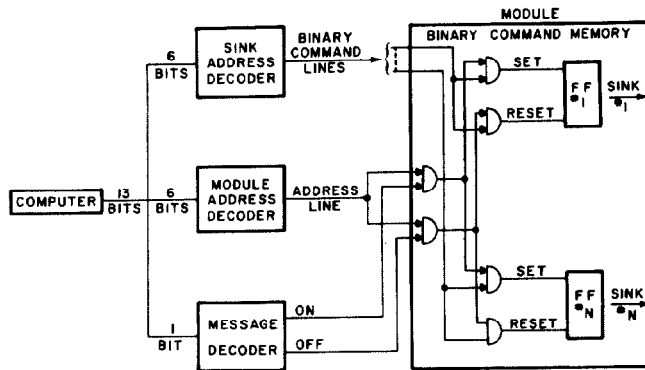 MODULE
BINARY COMMAND MEMORY
6
BITS
SINK
ADDRESS
DECODER
BINARY
COMMAND
LINES
SET
RESET
FF
#1
SINK
#1
COMPUTER
13
BITS
6
BITS
MODULE
ADDRESS
DECODER
ADDRESS
LINE
1
BIT
MESSAGE
DECODER
ON
OFF
SET
RESET
FF
#N
SINK
#N